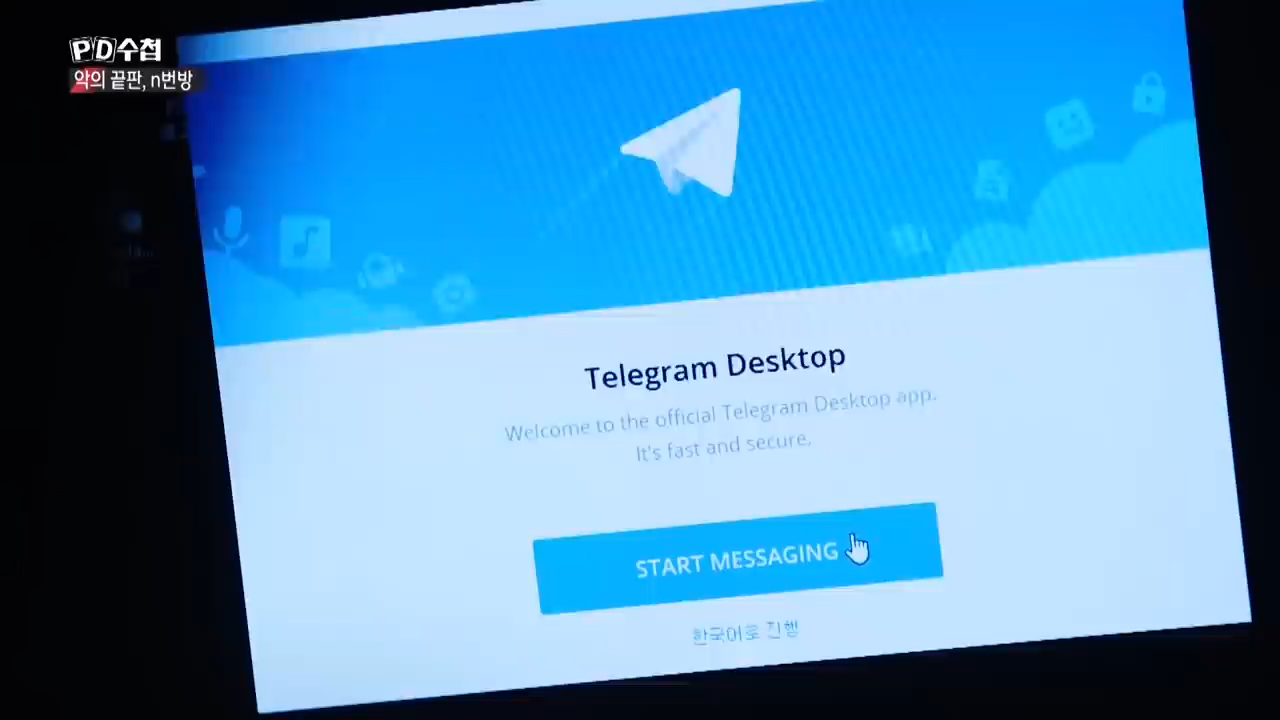 PD수첩
악의 끝판, n번방
Telegram Desktop
Welcome to the official Telegram Desktop app.
It's fast and secure.
START MESSAGING
한국어로 진행